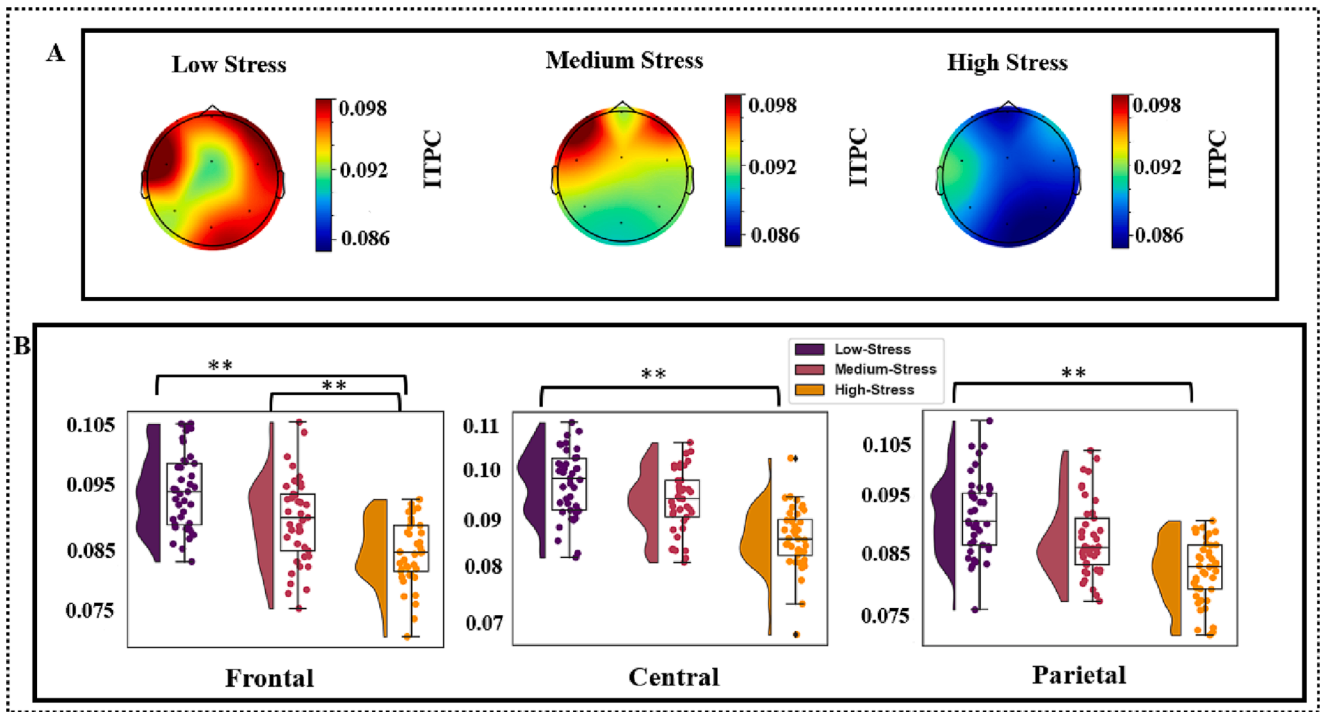 A
Low Stress
Medium Stress
High Stress
0.098
0.092
0.086
ITPC
0.098
0.092
0.086
ITPC
0.098
0.092
0.086
ITPC
B
Low-Stress
Medium-Stress
High-Stress
**
**
**
**
0.105
0.095
0.085
0.075
Frontal
0.11
0.10
0.09
0.08
0.07
Central
0.105
0.095
0.085
0.075
Parietal